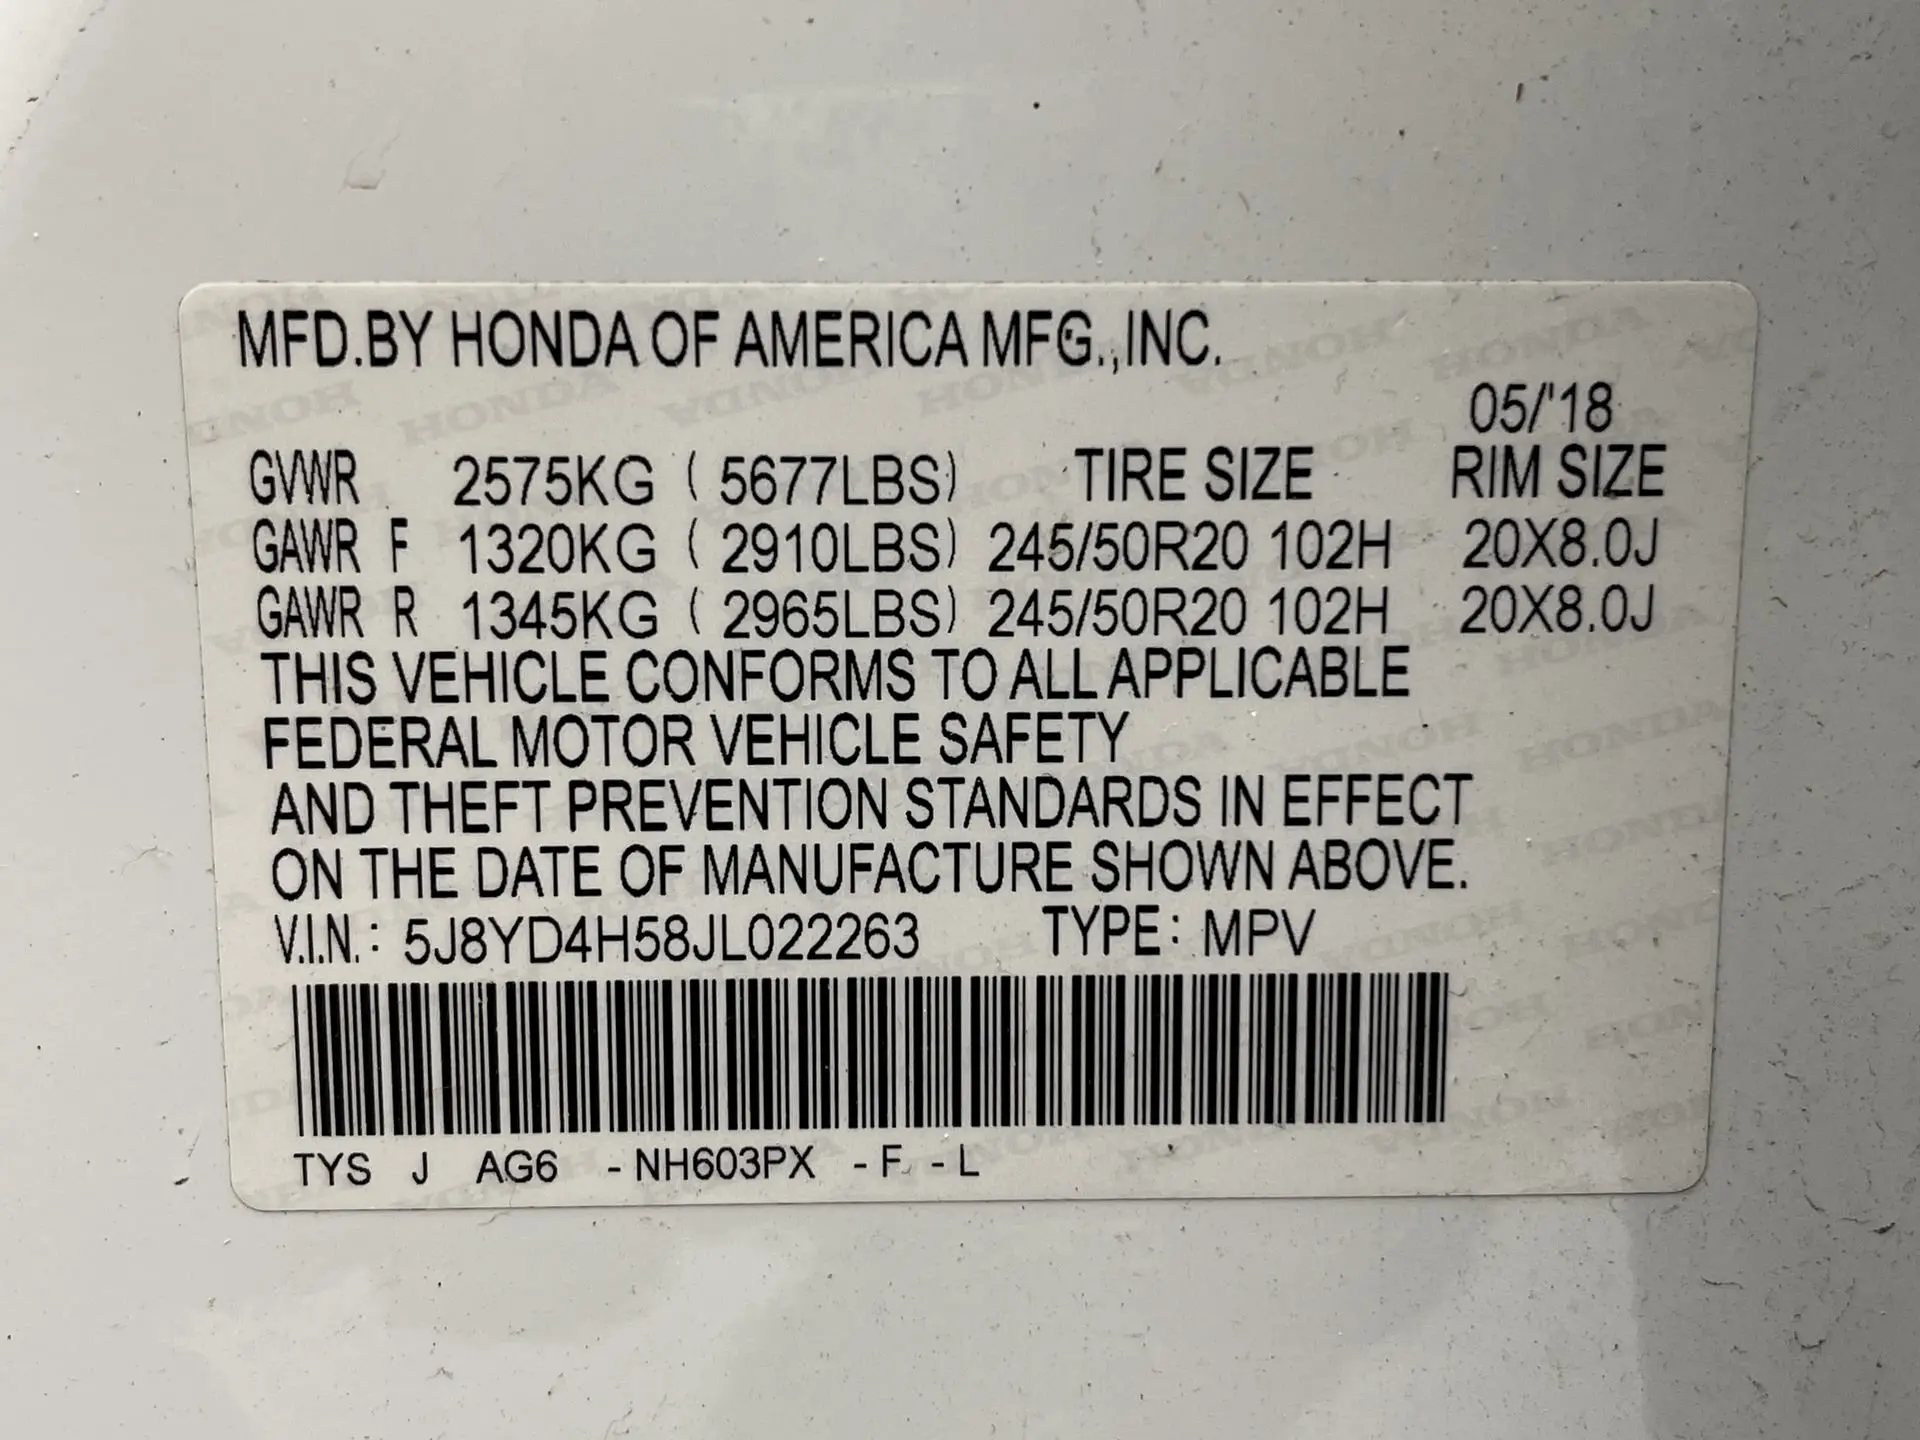 MFD.BY HONDA OF AMERICA MFG.,INC.
05/'18
GVWR 2575KG ( 5677LBS) TIRE SIZE RIM SIZE
GAWR F 1320KG ( 2910LBS) 245/50R20 102H 20X8.0J
GAWR R 1345KG ( 2965LBS) 245/50R20 102H 20X8.0J
THIS VEHICLE CONFORMS TO ALL APPLICABLE
FEDERAL MOTOR VEHICLE SAFETY
AND THEFT PREVENTION STANDARDS IN EFFECT
ON THE DATE OF MANUFACTURE SHOWN ABOVE.
V.I.N.: 5J8YD4H58JL022263 TYPE: MPV
TYS J AG6 - NH603PX - F - L